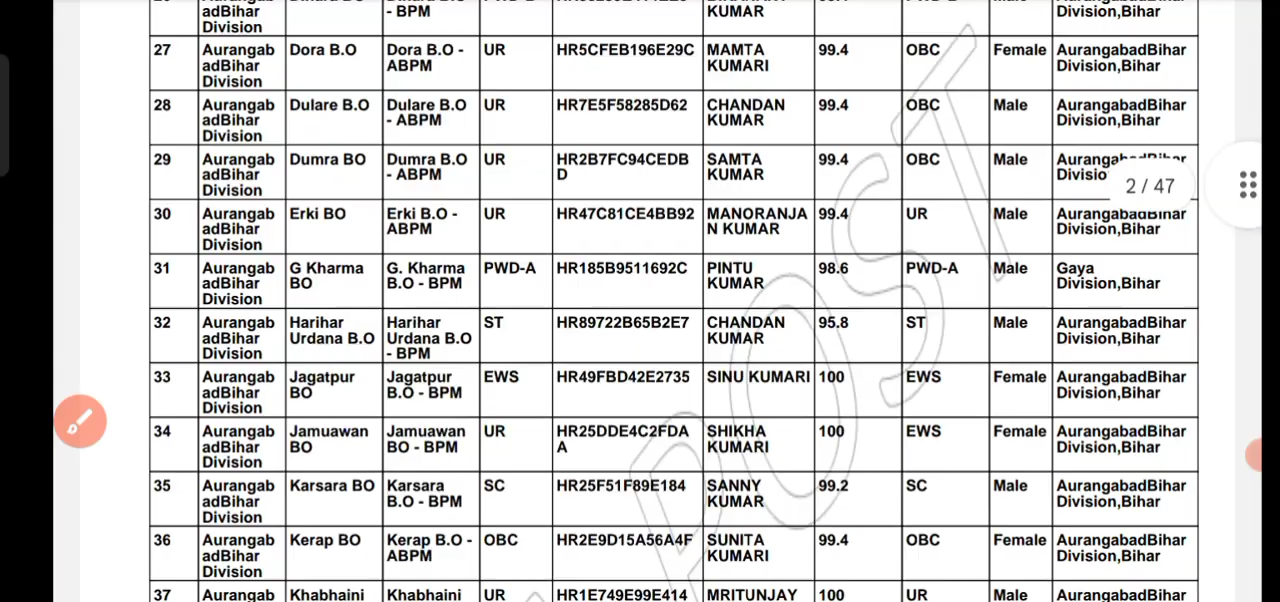 adBihar - BPM KUMAR Division,Bihar
Division
27 Aurangab Dora B.O Dora B.O - UR HR5CFEB196E29C MAMTA 99.4 OBC Female AurangabadBihar
adBihar ABPM KUMARI Division,Bihar
Division
28 Aurangab Dulare B.O Dulare B.O UR HR7E5F58285D62 CHANDAN 99.4 OBC Male AurangabadBihar
adBihar - ABPM KUMAR Division,Bihar
Division
29 Aurangab Dumra BO Dumra B.O UR HR2B7FC94CEDB SAMTA 99.4 OBC Male
adBihar - ABPM D KUMAR
Division
2 / 47
30 Aurangab Erki BO Erki B.O - UR HR47C81CE4BB92 MANORANJA 99.4 UR Male AurangabadBihar
adBihar ABPM N KUMAR Division,Bihar
Division
31 Aurangab G Kharma G. Kharma PWD-A HR185B9511692C PINTU 98.6 PWD-A Male Gaya
adBihar BO B.O - BPM KUMAR Division,Bihar
Division
32 Aurangab Harihar Harihar ST HR89722B65B2E7 CHANDAN 95.8 ST Male AurangabadBihar
adBihar Urdana B.O Urdana B.O KUMAR Division,Bihar
Division - BPM
33 Aurangab Jagatpur Jagatpur EWS HR49FBD42E2735 SINU KUMARI 100 EWS Female AurangabadBihar
adBihar BO B.O - BPM Division,Bihar
Division
34 Aurangab Jamuawan Jamuawan UR HR25DDE4C2FDA SHIKHA 100 EWS Female AurangabadBihar
adBihar BO BO - BPM A KUMARI Division,Bihar
Division
35 Aurangab Karsara BO Karsara SC HR25F51F89E184 SANNY 99.2 SC Male AurangabadBihar
adBihar B.O - BPM KUMAR Division,Bihar
Division
36 Aurangab Kerap BO Kerap B.O - OBC HR2E9D15A56A4F SUNITA 99.4 OBC Female AurangabadBihar
adBihar ABPM KUMARI Division,Bihar
Division
37 Aurangab Khabhaini Khabhaini UR HR1E749E99E414 MRITUNJAY 100 UR Male AurangabadBihar
POST